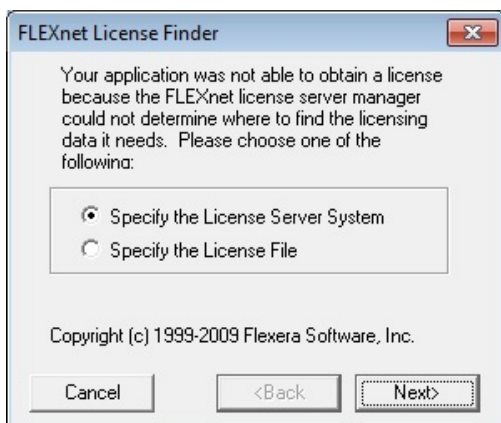 FLEXnet License Finder
Your application was not able to obtain a license
because the FLEXnet license server manager
could not determine where to find the licensing
data it needs.  Please choose one of the
following:
Specify the License Server System
Specify the License File
Copyright (c) 1999-2009 Flexera Software, Inc.
Cancel
<Back
Next>